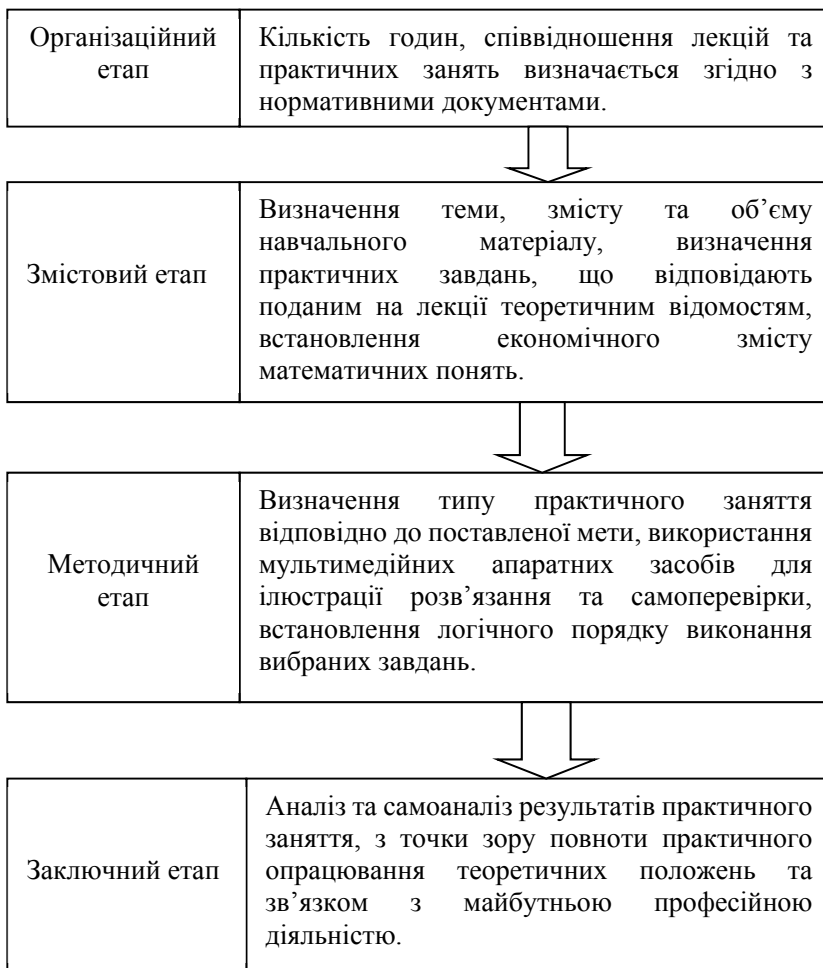 Організаційний
етап
Кількість годин, співвідношення лекцій та
практичних занять визначається згідно з
нормативними документами.
Змістовий етап
Визначення теми, змісту та об’єму
навчального матеріалу, визначення
практичних завдань, що відповідають
поданим на лекції теоретичним відомостям,
встановлення економічного змісту
математичних понять.
Методичний
етап
Визначення типу практичного заняття
відповідно до поставленої мети, використання
мультимедійних апаратних засобів для
ілюстрації розв’язання та самоперевірки,
встановлення логічного порядку виконання
вибраних завдань.
Заключний етап
Аналіз та самоаналіз результатів практичного
заняття, з точки зору повноти практичного
опрацювання теоретичних положень та
зв’язком з майбутньою професійною
діяльністю.